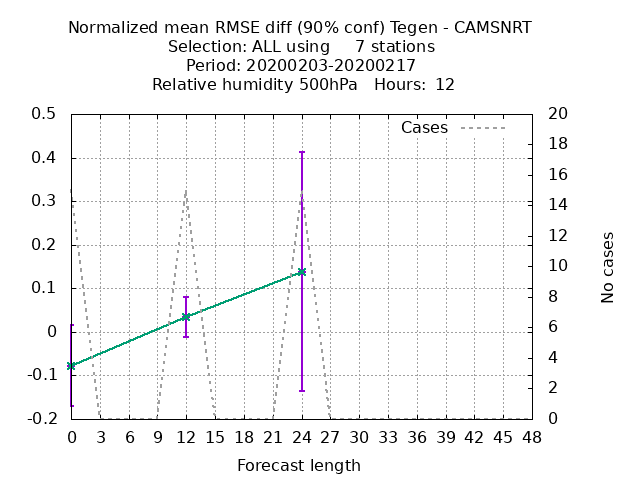 Normalized mean RMSE diff (90% conf) Tegen - CAMSNRT
Selection: ALL using     7 stations
Period: 20200203-20200217
Relative humidity 500hPa   Hours:  12
Cases
0.5
0.4
0.3
0.2
0.1
0
-0.1
-0.2
20
18
16
14
12
10
8
6
4
2
0
No cases
0 3 6 9 12 15 18 21 24 27 30 33 36 39 42 45 48
Forecast length